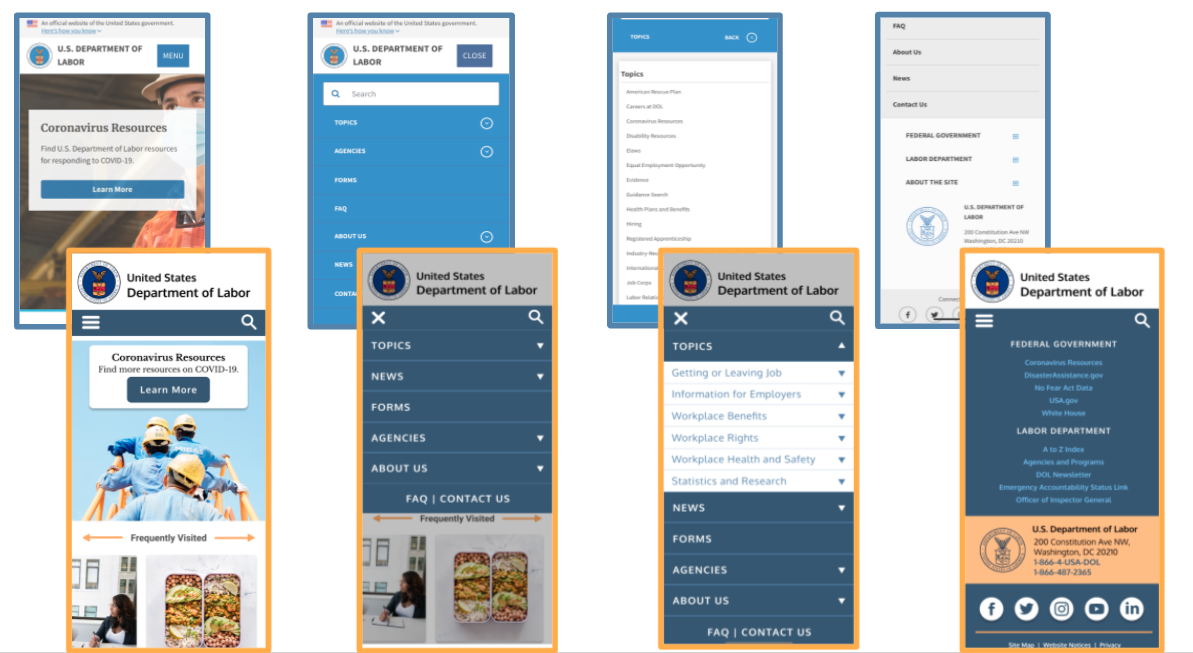 An official website of the United States government.
Here's how you know
U.S. DEPARTMENT OF
LABOR
MENU
Coronavirus Resources
Find U.S. Department of Labor resources
for responding to COVID-19.
Learn More
An official website of the United States government.
Here's how you know
U.S. DEPARTMENT OF
LABOR
CLOSE
Search
TOPICS
AGENCIES
FORMS
FAQ
ABOUT US
NEWS
CONTA
TOPICS BACK
Topics
American Rescue Plan
Careers at DOL
Coronavirus Resources
Disability Resources
Elaws
Equal Employment Opportunity
Evidence
Guidance Search
Health Plans and Benefits
Hiring
Registered Apprenticeship
Industry
International
Job Corps
Labor Relatio
FAQ
About Us
News
Contact Us
FEDERAL GOVERNMENT
LABOR DEPARTMENT
ABOUT THE SITE
U.S. DEPARTMENT OF
LABOR
200 Constitution Ave NW
Washington, DC 20210
Connec
United States
Department of Labor
Coronavirus Resources
Find more resources on COVID-19.
Learn More
Frequently Visited
United States
Department of Labor
TOPICS
NEWS
FORMS
AGENCIES
ABOUT US
FAQ | CONTACT US
Frequently Visited
United States
Department of Labor
TOPICS
Getting or Leaving Job
Information for Employers
Workplace Benefits
Workplace Rights
Workplace Health and Safety
Statistics and Research
NEWS
FORMS
AGENCIES
ABOUT US
FAQ | CONTACT US
United States
Department of Labor
FEDERAL GOVERNMENT
Coronavirus Resources
DisasterAssistance.gov
No Fear Act Data
USA.gov
White House
LABOR DEPARTMENT
A to Z Index
Agencies and Programs
DOL Newsletter
Emergency Accountability Status Link
Officer of Inspector General
U.S. Department of Labor
200 Constitution Ave NW,
Washington, DC 20210
1-866-4-USA-DOL
1-866-487-2365
Site Map | Website Notices | Privacy